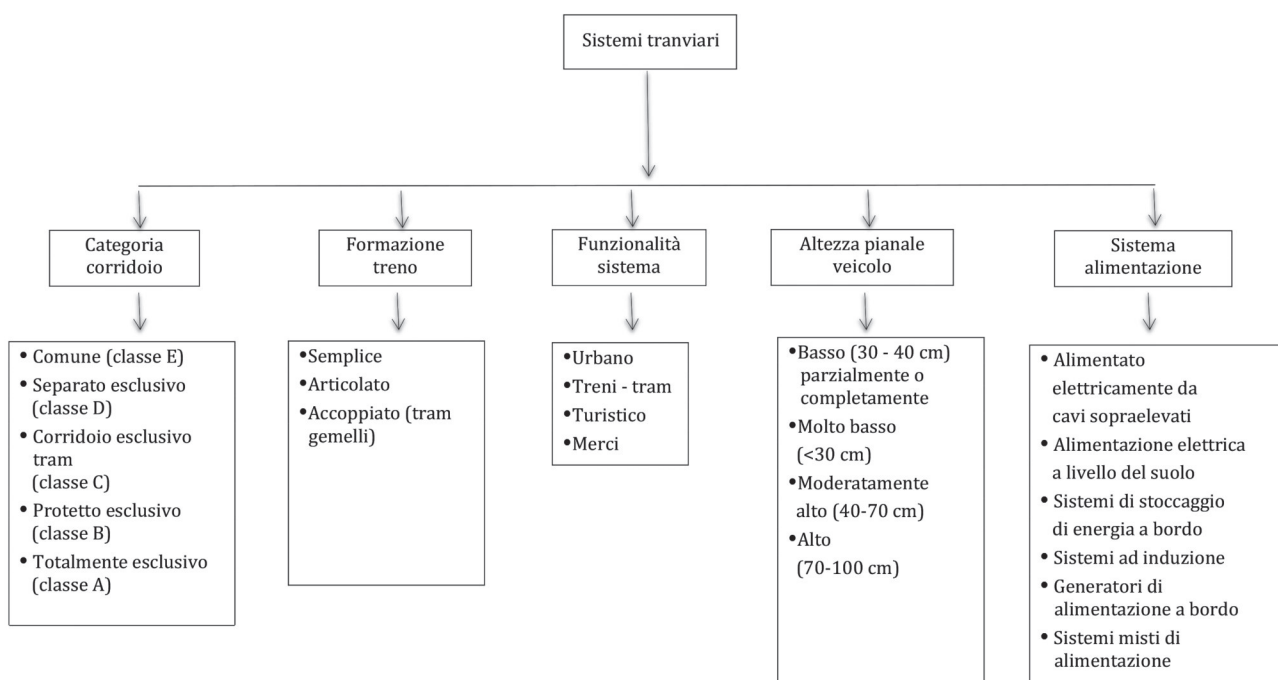 Sistemi tranviari
Categoria
corridoio
Formazione
treno
Funzionalità
sistema
Altezza pianale
veicolo
Sistema
alimentazione
• Comune (classe E)
• Separato esclusivo
(classe D)
• Corridoio esclusivo
tram
(classe C)
• Protetto esclusivo
(classe B)
• Totalmente esclusivo
(classe A)
•Semplice
•Articolato
•Accoppiato (tram
gemelli)
•Urbano
•Treni - tram
•Turistico
•Merci
•Basso (30 - 40 cm)
parzialmente o
completamente
•Molto basso
(<30 cm)
•Moderatamente
alto (40-70 cm)
•Alto
(70-100 cm)
• Alimentato
elettricamente da
cavi sopraelevati
• Alimentazione elettrica
a livello del suolo
• Sistemi di stoccaggio
di energia a bordo
• Sistemi ad induzione
• Generatori di
alimentazione a bordo
• Sistemi misti di
alimentazione